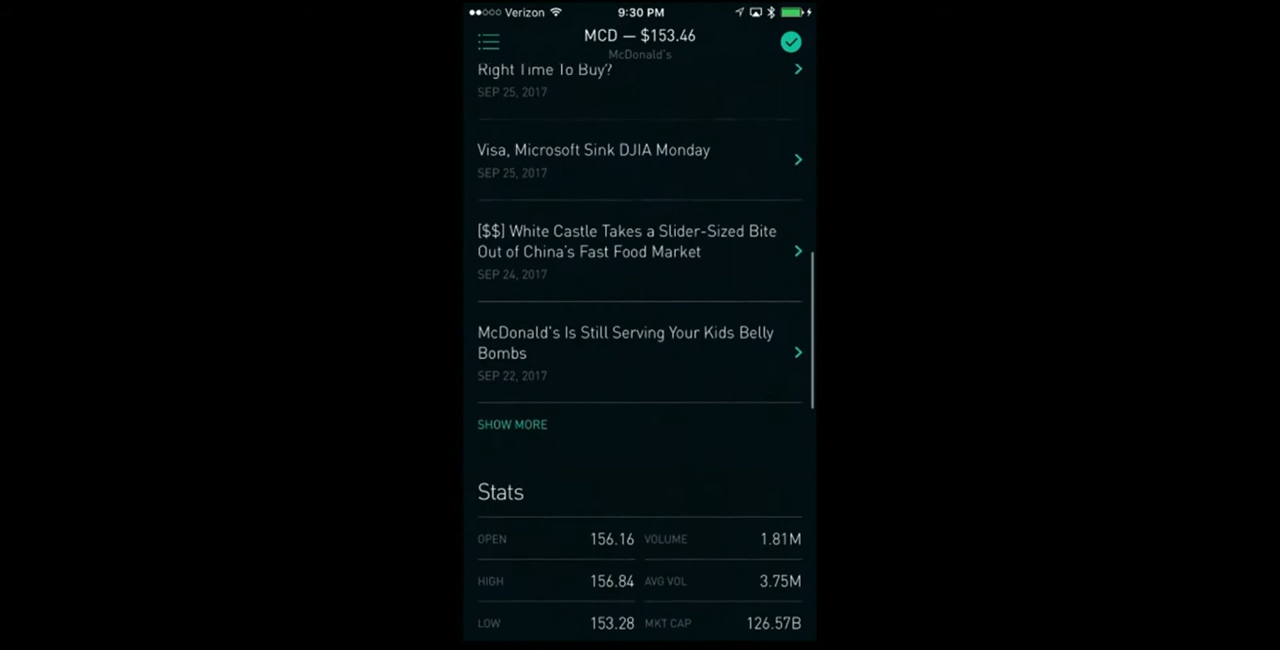 Verizon 9:30 PM
MCD — $153.46
McDonald's
Right Time To Buy?
SEP 25, 2017
Visa, Microsoft Sink DJIA Monday
SEP 25, 2017
[$$] White Castle Takes a Slider-Sized Bite
Out of China's Fast Food Market
SEP 24, 2017
McDonald's Is Still Serving Your Kids Belly
Bombs
SEP 22, 2017
SHOW MORE
Stats
OPEN 156.16 VOLUME 1.81M
HIGH 156.84 AVG VOL 3.75M
LOW 153.28 MKT CAP 126.57B